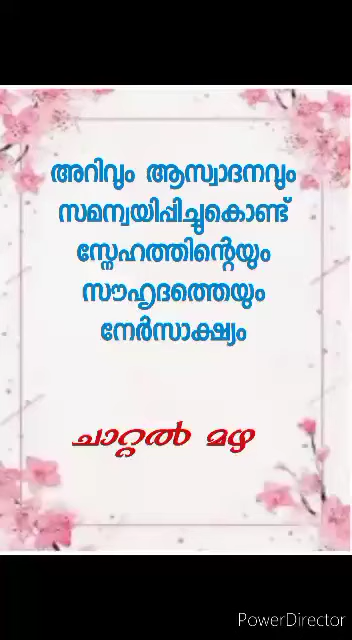 അറിവും ആസ്വാദനവും
സമന്വയിപ്പിച്ചുകൊണ്ട്
സ്നേഹത്തിന്റെയും
സൗഹൃദത്തെയും
നേർസാക്ഷ്യം
ചാറ്റൽ മഴ
PowerDirector